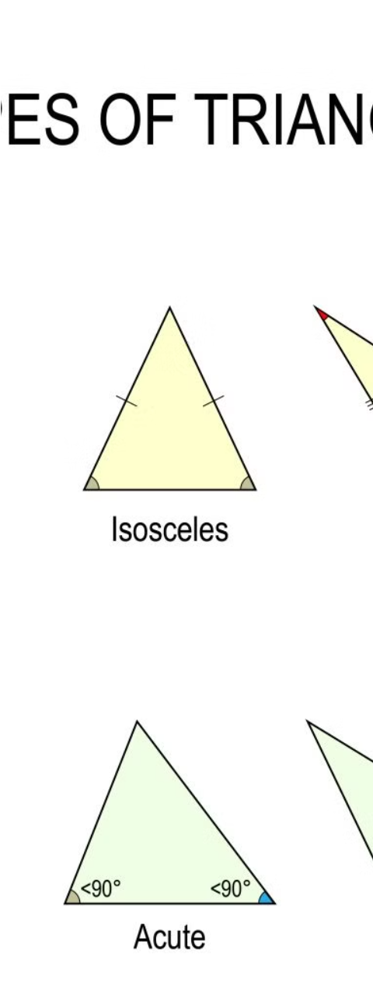 ES OF TRIAN
Isosceles
<90° <90°
Acute